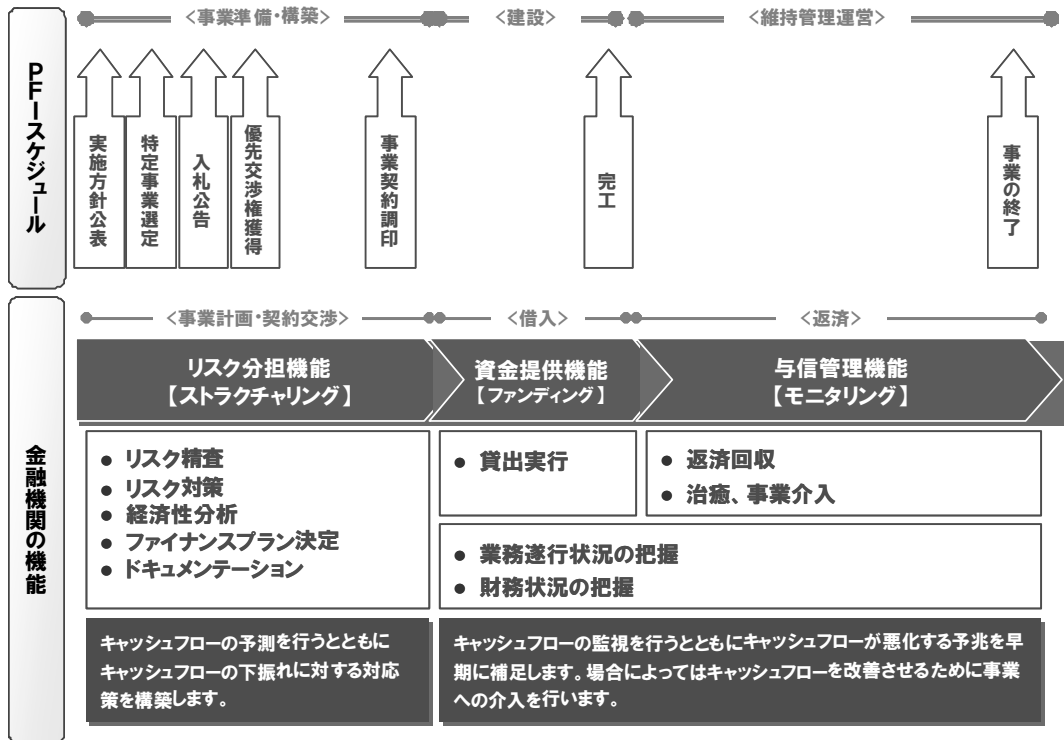 PFIスケジュール
〈事業準備・構築〉
〈建設〉
〈維持管理運営〉
実施方針公表
特定事業選定
入札公告
優先交渉権獲得
事業契約調印
完工
事業の終了
金融機関の機能
〈事業計画・契約交渉〉
〈借入〉
〈返済〉
リスク分担機能
【ストラクチャリング】
資金提供機能
【ファンディング】
与信管理機能
【モニタリング】
● リスク精査
● リスク対策
● 経済性分析
● ファイナンスプラン決定
● ドキュメンテーション
● 貸出実行
● 返済回収
● 治癒、事業介入
● 業務遂行状況の把握
● 財務状況の把握
キャッシュフローの予測を行うとともに
キャッシュフローの下振れに対する対応
策を構築します。
キャッシュフローの監視を行うとともにキャッシュフローが悪化する予兆を早
期に補足します。場合によってはキャッシュフローを改善させるために事業
への介入を行います。